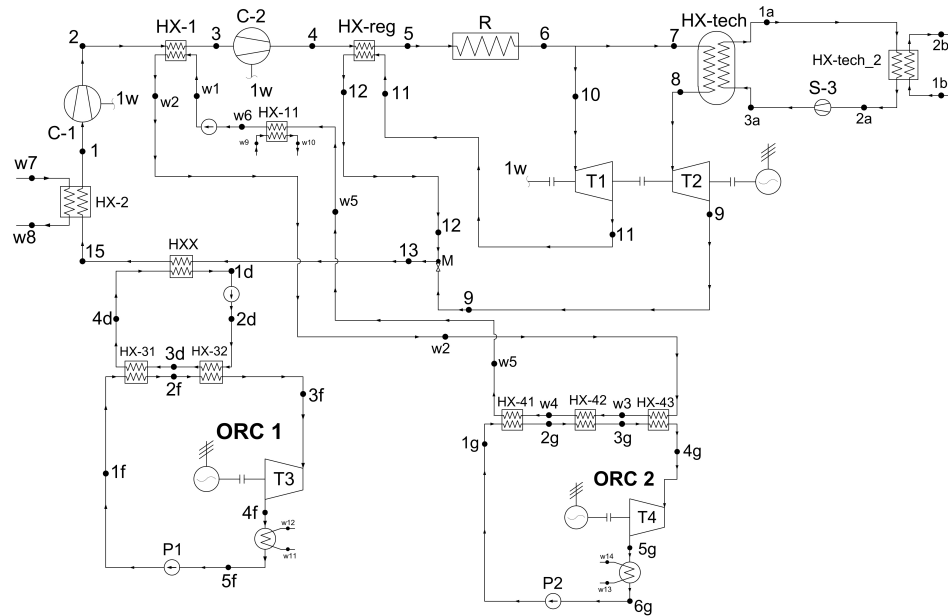 HX-1
C-2
HX-reg
R
HX-tech
1a
2
3
4
5
6
7
2b
HX-tech_2
8
S-3
1b
w2
w1
12
11
10
3a
2a
1w
1w
w6
HX-11
w9
w10
C-1
1
w7
HX-2
w8
1w
T1
T2
w5
12
11
9
15
HXX
13
M
1d
9
4d
2d
w2
w5
HX-31
3d
HX-32
2f
3f
HX-41
w4
HX-42
w3
HX-43
1g
2g
3g
4g
ORC 1
1f
T3
ORC 2
4f
w12
w11
T4
P1
5f
5g
w14
w13
P2
6g